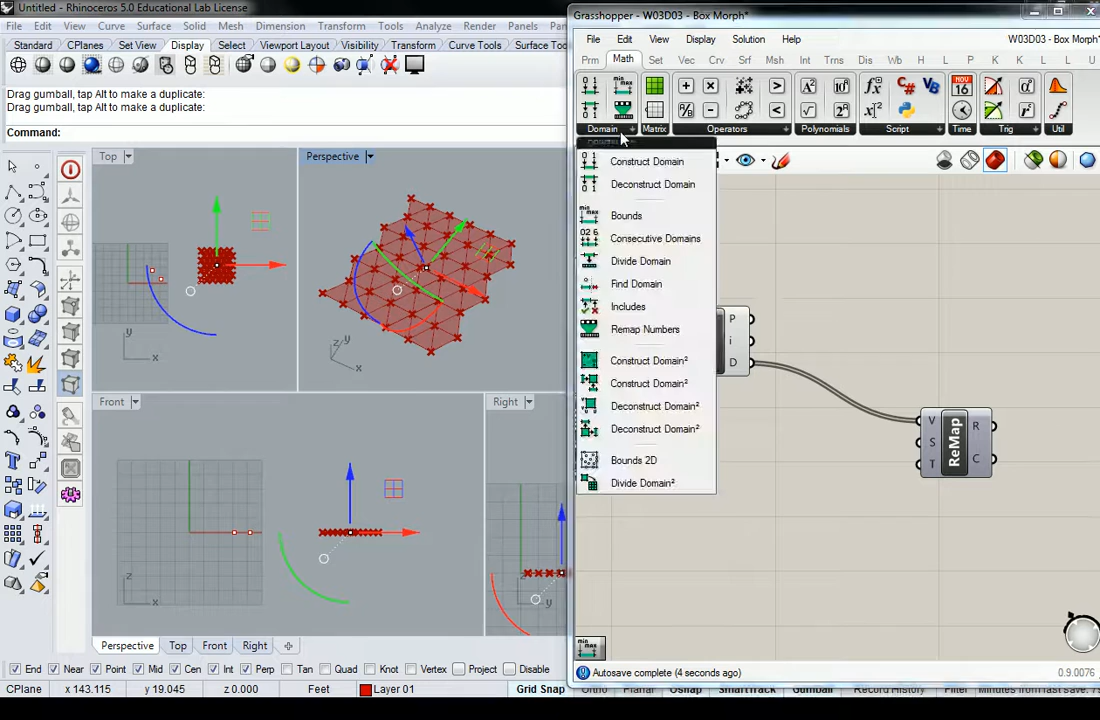 Untitled - Rhinoceros 5.0 Educational Lab License
File Edit View Curve Surface Solid Mesh Dimension Transform Tools Analyze Render Panels
Standard CPlanes Set View Display Select Viewport Layout Visibility Transform Curve Tools Surface Tools
Drag gumball, tap Alt to make a duplicate:
Drag gumball, tap Alt to make a duplicate:
Command:
Top
Perspective
Front
Right
y
x
z
y
x
z
x
y
Perspective Top Front Right
End Near Point Mid Cen Int Perp Tan Quad Knot Vertex Project Disable
CPlane x 143.115 y 19.045 z 0.000 Feet Layer 01 Grid Snap Ortho Planar Osnap SmartTrack Gumball Record History Filter
Grasshopper - W03D03 - Box Morph*
File Edit View Display Solution Help W03D03 - Box Morph*
Prm Math Set Vec Crv Srf Msh Int Trns
Domain Matrix Operators Polynomials Script Time Trig Util
Construct Domain
Deconstruct Domain
Bounds
Consecutive Domains
Divide Domain
Find Domain
Includes
Remap Numbers
Construct Domain²
Construct Domain²
Deconstruct Domain²
Deconstruct Domain²
Bounds 2D
Divide Domain²
P
i
D
V
S
T
ReMap
R
C
Autosave complete (4 seconds ago) 0.9.0076